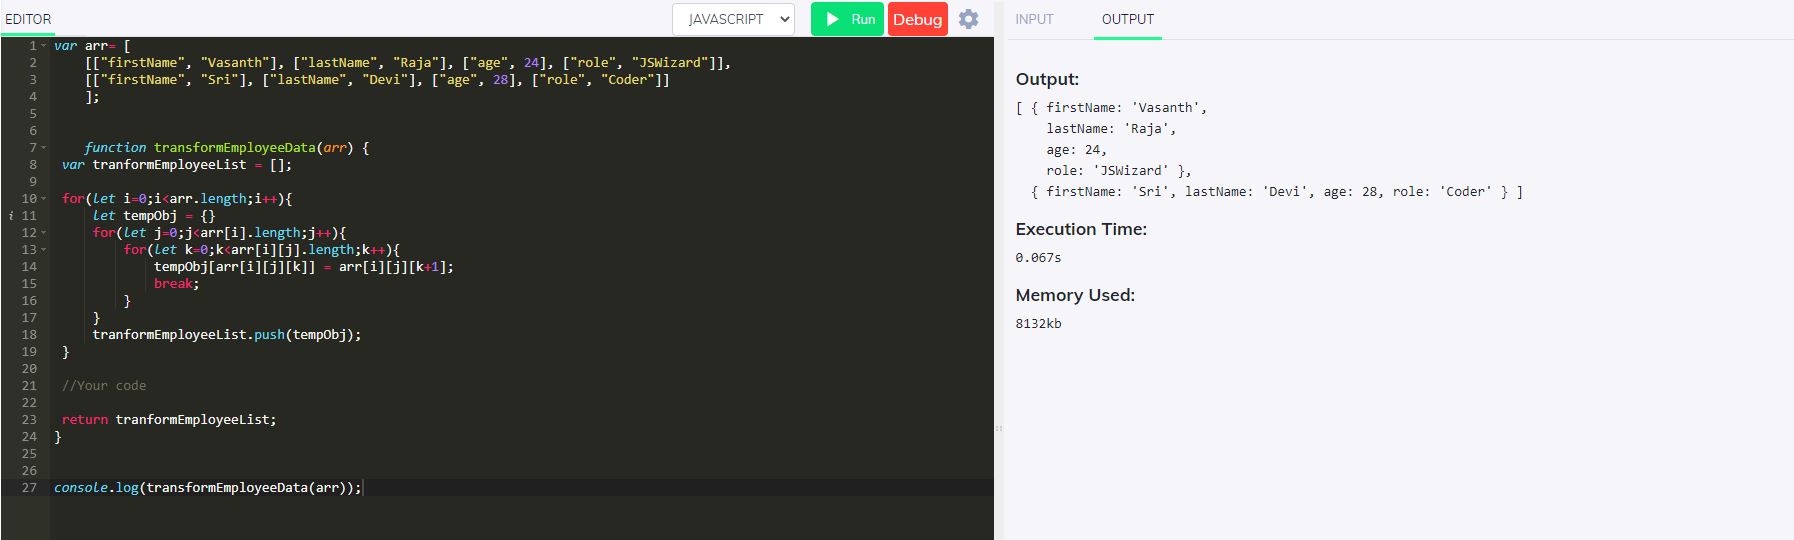 EDITOR
JAVASCRIPT
Run
Debug
INPUT
OUTPUT
1 var arr= [
2 [["firstName", "Vasanth"], ["lastName", "Raja"], ["age", 24], ["role", "JSWizard"]],
3 [["firstName", "Sri"], ["lastName", "Devi"], ["age", 28], ["role", "Coder"]]
4 ];
5
6
7 function transformEmployeeData(arr) {
8 var tranformEmployeeList = [];
9
10 for(let i=0;i<arr.length;i++){
i 11 let tempObj = {}
12 for(let j=0;j<arr[i].length;j++){
13 for(let k=0;k<arr[i][j].length;k++){
14 tempObj[arr[i][j][k]] = arr[i][j][k+1];
15 break;
16 }
17 }
18 tranformEmployeeList.push(tempObj);
19 }
20
21 //Your code
22
23 return tranformEmployeeList;
24 }
25
26
27 console.log(transformEmployeeData(arr));
Output:
[ { firstName: 'Vasanth',
lastName: 'Raja',
age: 24,
role: 'JSWizard' },
{ firstName: 'Sri', lastName: 'Devi', age: 28, role: 'Coder' } ]
Execution Time:
0.067s
Memory Used:
8132kb